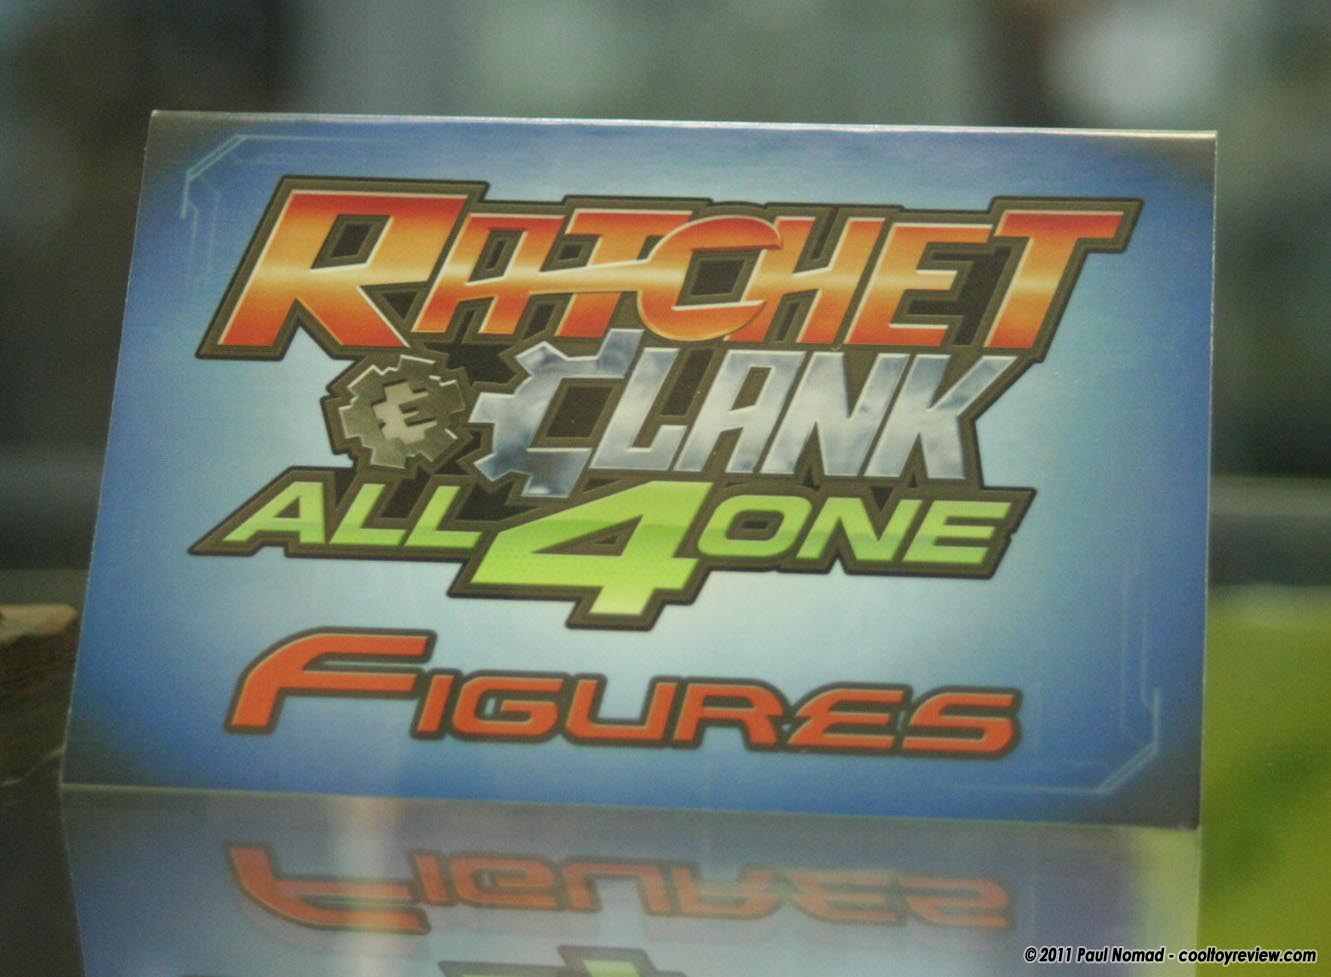 RATCHET
& CLANK
ALL 4 ONE
FIGURES
© 2011 Paul Nomad - cooltoyreview.com